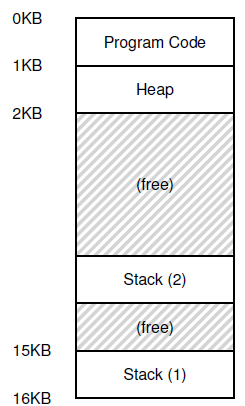 0KB
Program Code
1KB
Heap
2KB
(free)
Stack (2)
(free)
15KB
Stack (1)
16KB